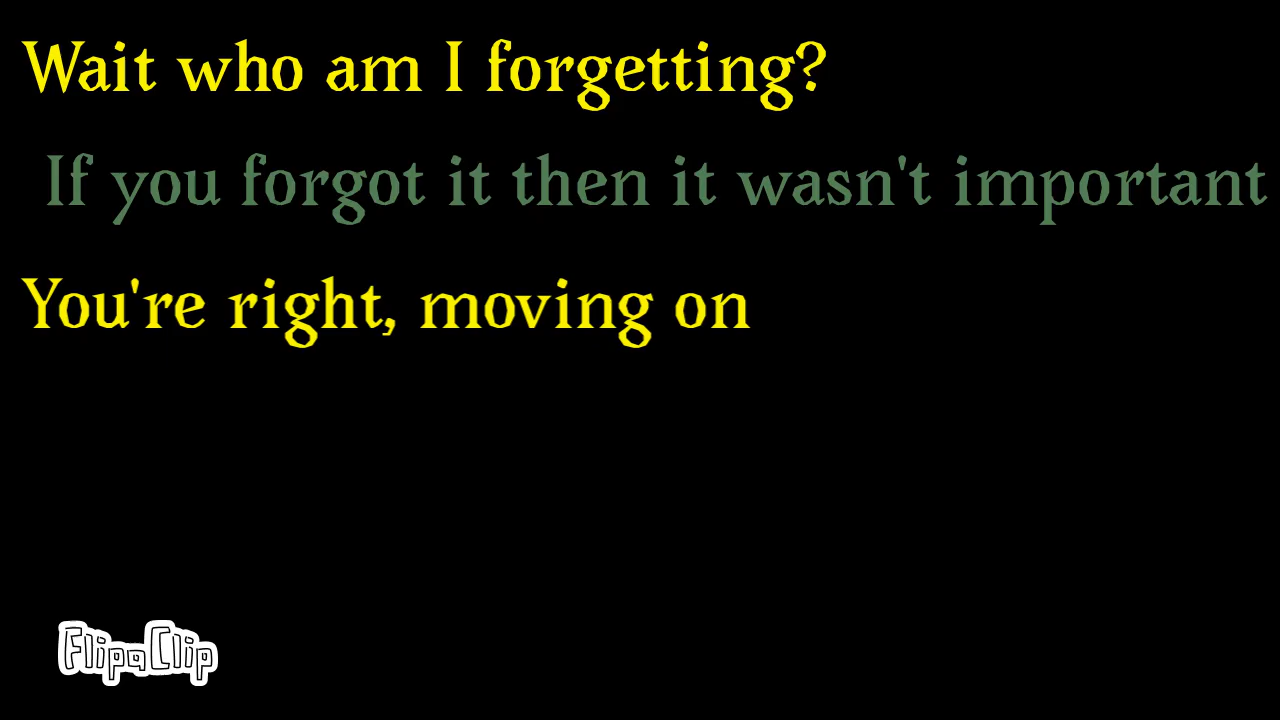 Wait who am I forgetting?
If you forgot it then it wasn't important
You're right, moving on
FlipaClip